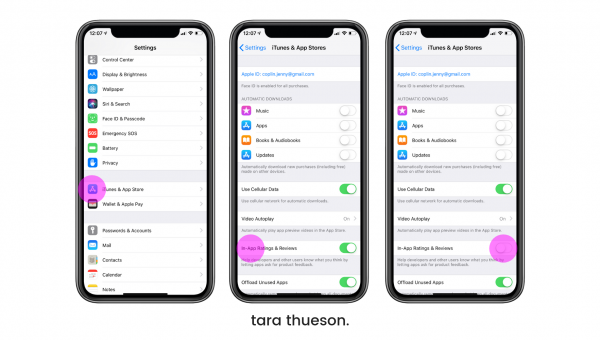 12:07
Settings
Control Center
Display & Brightness
Wallpaper
Siri & Search
Face ID & Passcode
SOS
Emergency SOS
Battery
Privacy
iTunes & App Store
Wallet & Apple Pay
Passwords & Accounts
Mail
Contacts
Calendar
Notes
12:07
Settings
iTunes & App Stores
Apple ID: coplin.jenny@gmail.com
Face ID is enabled for all purchases.
AUTOMATIC DOWNLOADS
Music
Apps
Books & Audiobooks
Updates
Automatically download new purchases (including free)
made on other devices.
Use Cellular Data
Use cellular network for automatic downloads.
Video Autoplay On
Automatically play app preview videos in the App Store.
In-App Ratings & Reviews
Help developers and other users know what you think by
letting apps ask for product feedback.
Offload Unused Apps
12:07
Settings
iTunes & App Stores
Apple ID: coplin.jenny@gmail.com
Face ID is enabled for all purchases.
AUTOMATIC DOWNLOADS
Music
Apps
Books & Audiobooks
Updates
Automatically download new purchases (including free)
made on other devices.
Use Cellular Data
Use cellular network for automatic downloads.
Video Autoplay On
Automatically play app preview videos in the App Store.
In-App Ratings & Reviews
Help developers and other users know what you think by
letting apps ask for product feedback.
Offload Unused Apps
tara thueson.